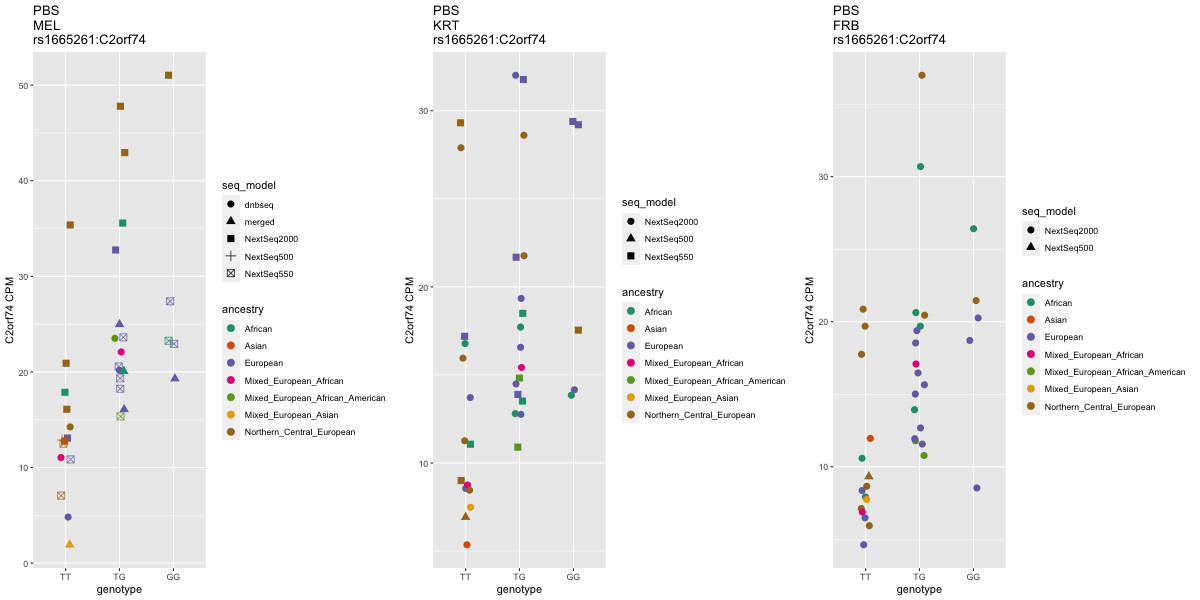 PBS
MEL
rs1665261:C2orf74
C2orf74 CPM
50
40
30
20
10
0
TT
TG
GG
genotype
seq_model
dnbseq
merged
NextSeq2000
NextSeq500
NextSeq550
ancestry
African
Asian
European
Mixed_European_African
Mixed_European_African_American
Mixed_European_Asian
Northern_Central_European
PBS
KRT
rs1665261:C2orf74
C2orf74 CPM
30
20
10
TT
TG
GG
genotype
seq_model
NextSeq2000
NextSeq500
NextSeq550
ancestry
African
Asian
European
Mixed_European_African
Mixed_European_African_American
Mixed_European_Asian
Northern_Central_European
PBS
FRB
rs1665261:C2orf74
C2orf74 CPM
30
20
10
TT
TG
GG
genotype
seq_model
NextSeq2000
NextSeq500
ancestry
African
Asian
European
Mixed_European_African
Mixed_European_African_American
Mixed_European_Asian
Northern_Central_European